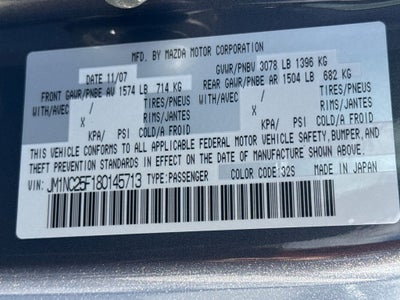 MFD. BY MAZDA MOTOR CORPORATION
DATE 11/07 GVWR/PNBV 3078 LB 1396 KG
FRONT GAWR/PNBE AV 1574 LB 714 KG REAR GAWR/PNBE AR 1504 LB 682 KG
WITH/AVEC / TIRES/PNEUS WITH/AVEC / TIRES/PNEUS
X RIMS/JANTES X RIMS/JANTES
KPA/ PSI COLD/A FROID KPA/ PSI COLD/A FROID
THIS VEHICLE CONFORMS TO ALL APPLICABLE FEDERAL MOTOR VEHICLE SAFETY, BUMPER, AND
THEFT PREVENTION STANDARDS IN EFFECT ON THE DATE OF MANUFACTURE SHOWN ABOVE.
VIN: JM1NC25F180145713 TYPE:PASSENGER COLOR CODE:32S MADE IN JAPAN